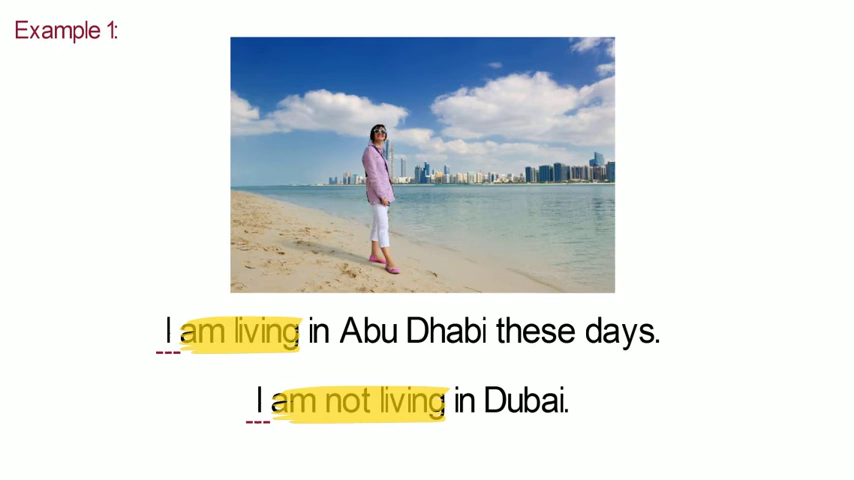 Example 1:
I am living in Abu Dhabi these days.
I am not living in Dubai.